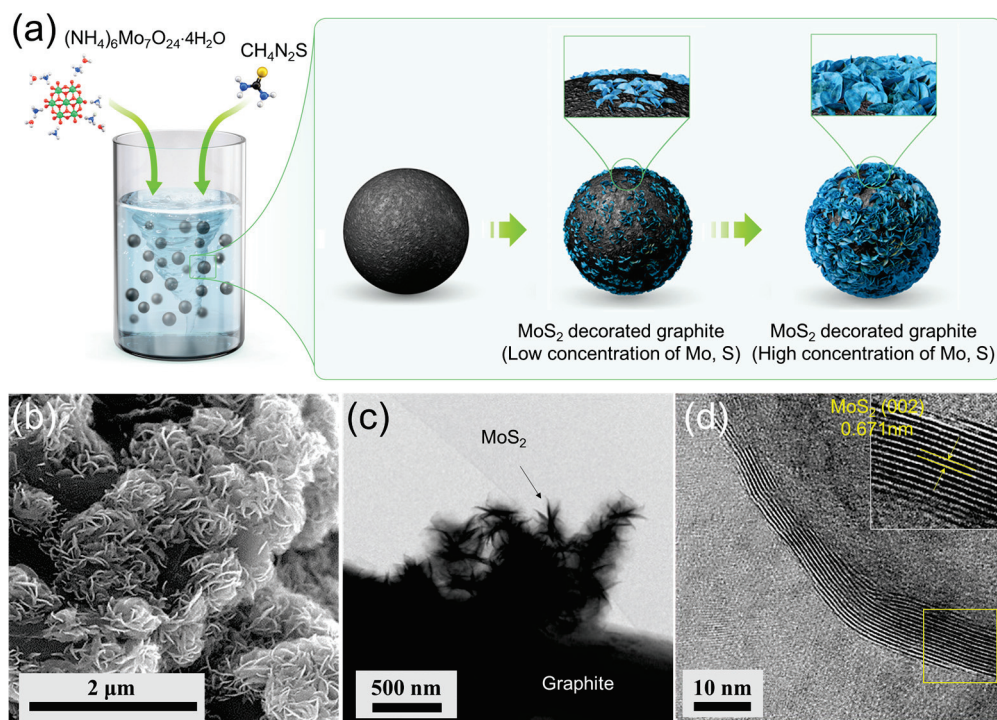 (a)
(NH₄)₆Mo₇O₂₄·4H₂O
CH₄N₂S
MoS₂ decorated graphite
(Low concentration of Mo, S)
MoS₂ decorated graphite
(High concentration of Mo, S)
(b)
2 μm
(c)
MoS₂
Graphite
500 nm
(d)
MoS₂ (002)
0.671nm
10 nm